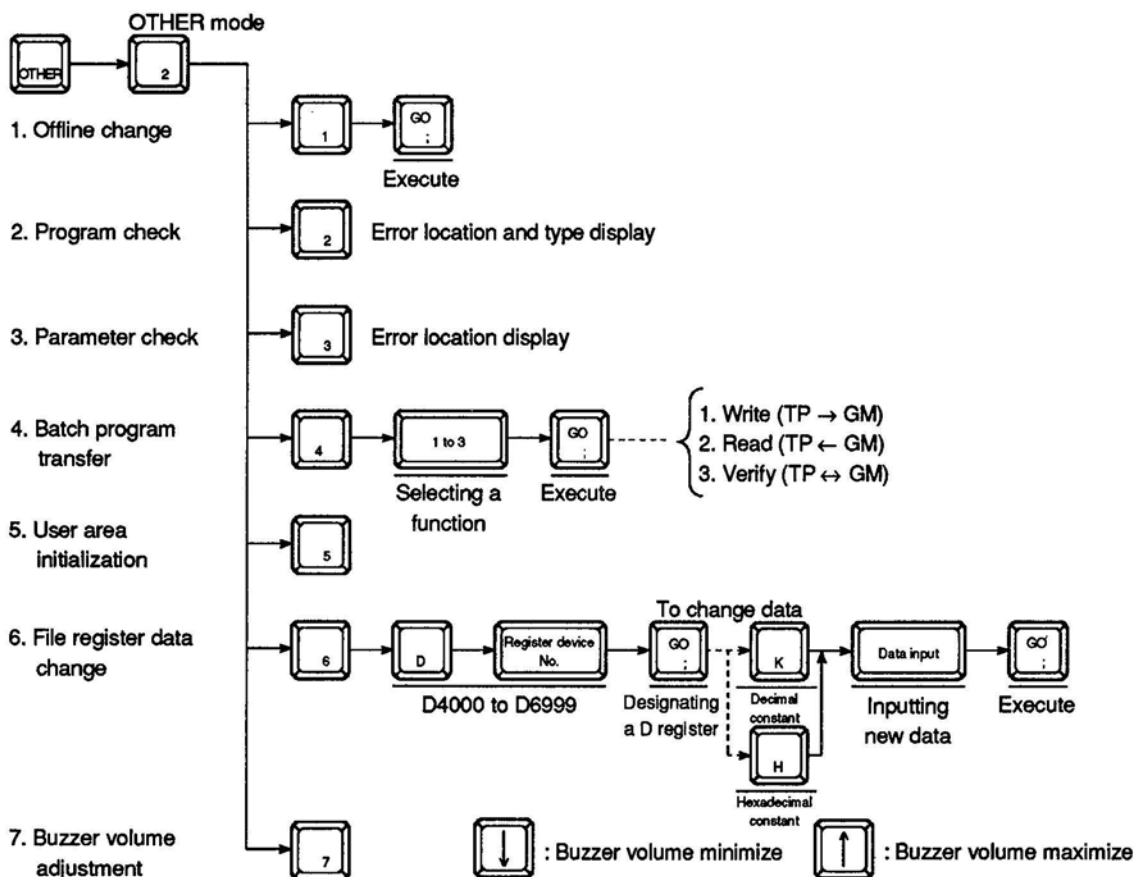 OTHER mode
OTHER
2
1. Offline change
1
GO
;
Execute
2. Program check
2
Error location and type display
3. Parameter check
3
Error location display
4. Batch program
transfer
4
1 to 3
Selecting a
function
GO
;
Execute
1. Write (TP → GM)
2. Read (TP ← GM)
3. Verify (TP ↔ GM)
5. User area
initialization
5
6. File register data
change
6
D
Register device
No.
D4000 to D6999
GO
;
Designating
a D register
To change data
K
Decimal
constant
H
Hexadecimal
constant
Data input
Inputting
new data
GO
;
Execute
7. Buzzer volume
adjustment
7
↓ : Buzzer volume minimize
↑ : Buzzer volume maximize